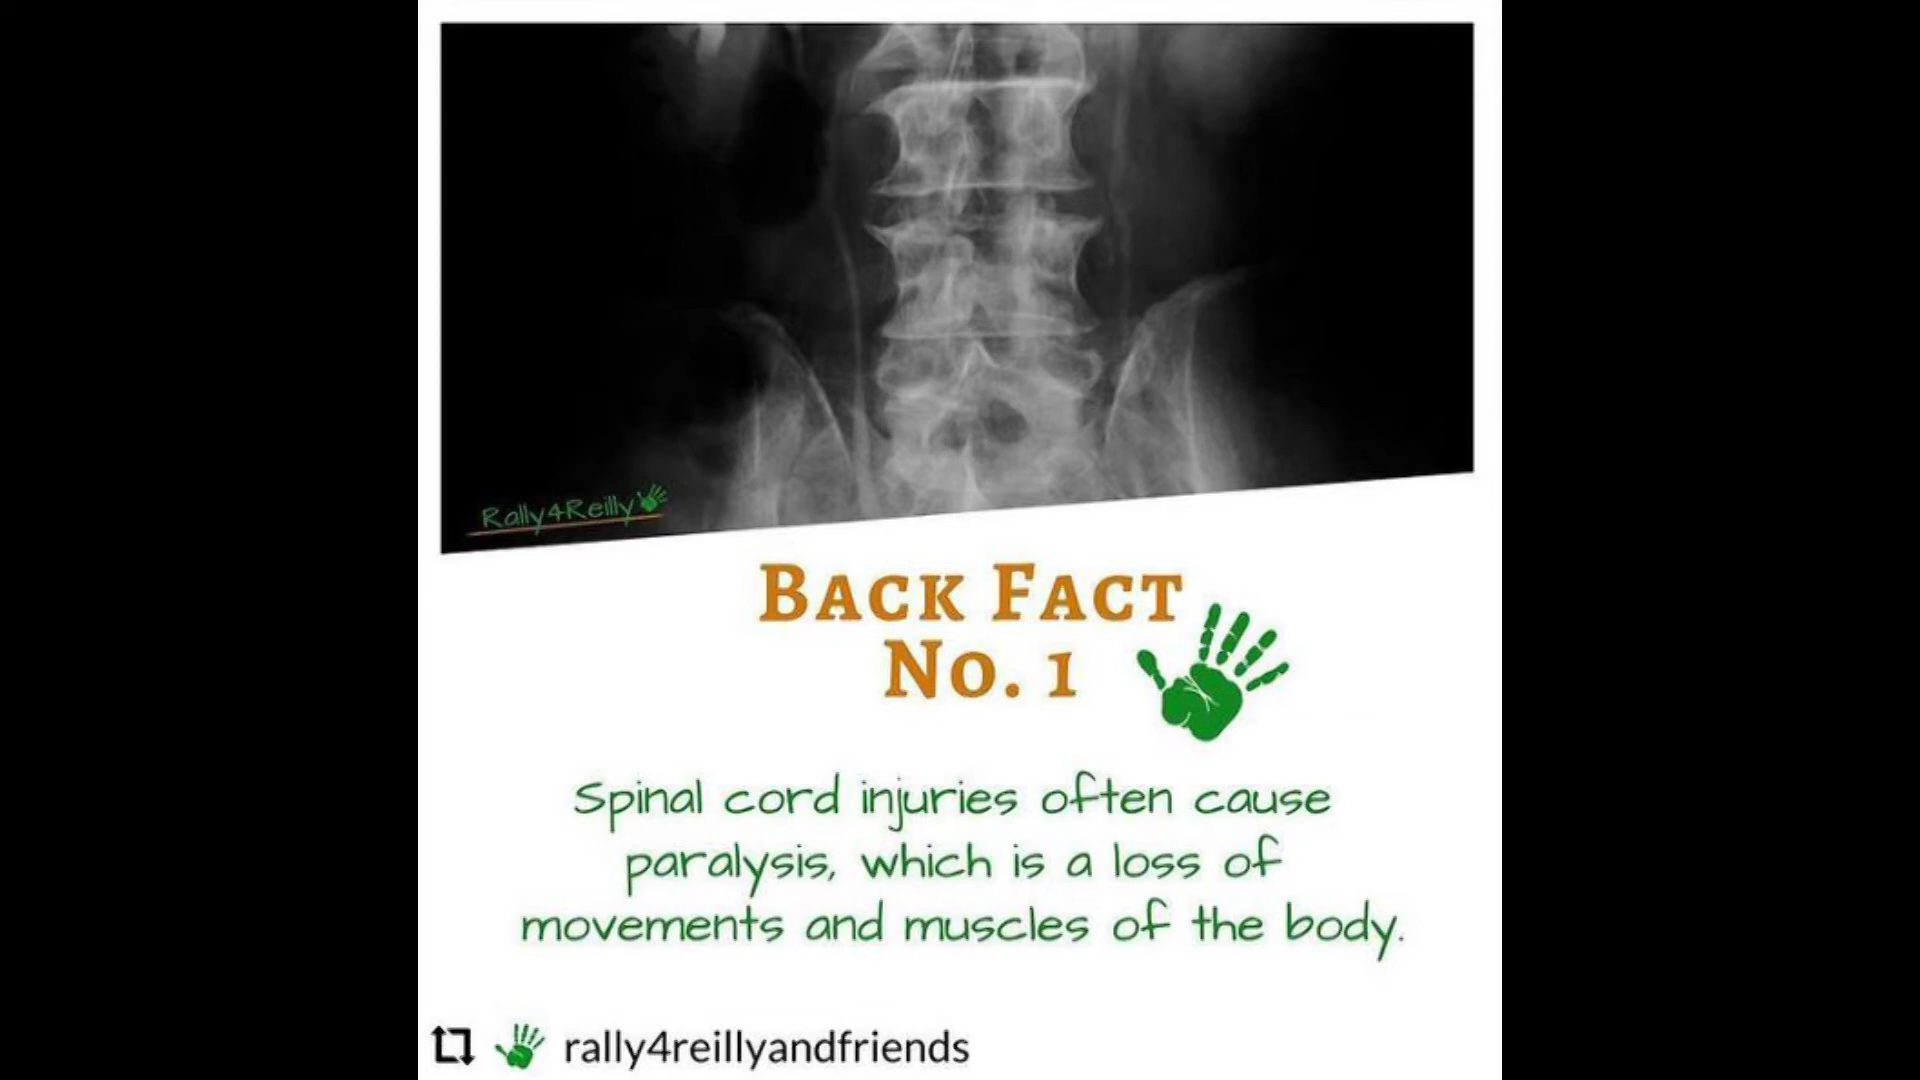 Rally4Reilly
BACK FACT
No. 1
Spinal cord injuries often cause
paralysis, which is a loss of
movements and muscles of the body.
rally4reillyandfriends